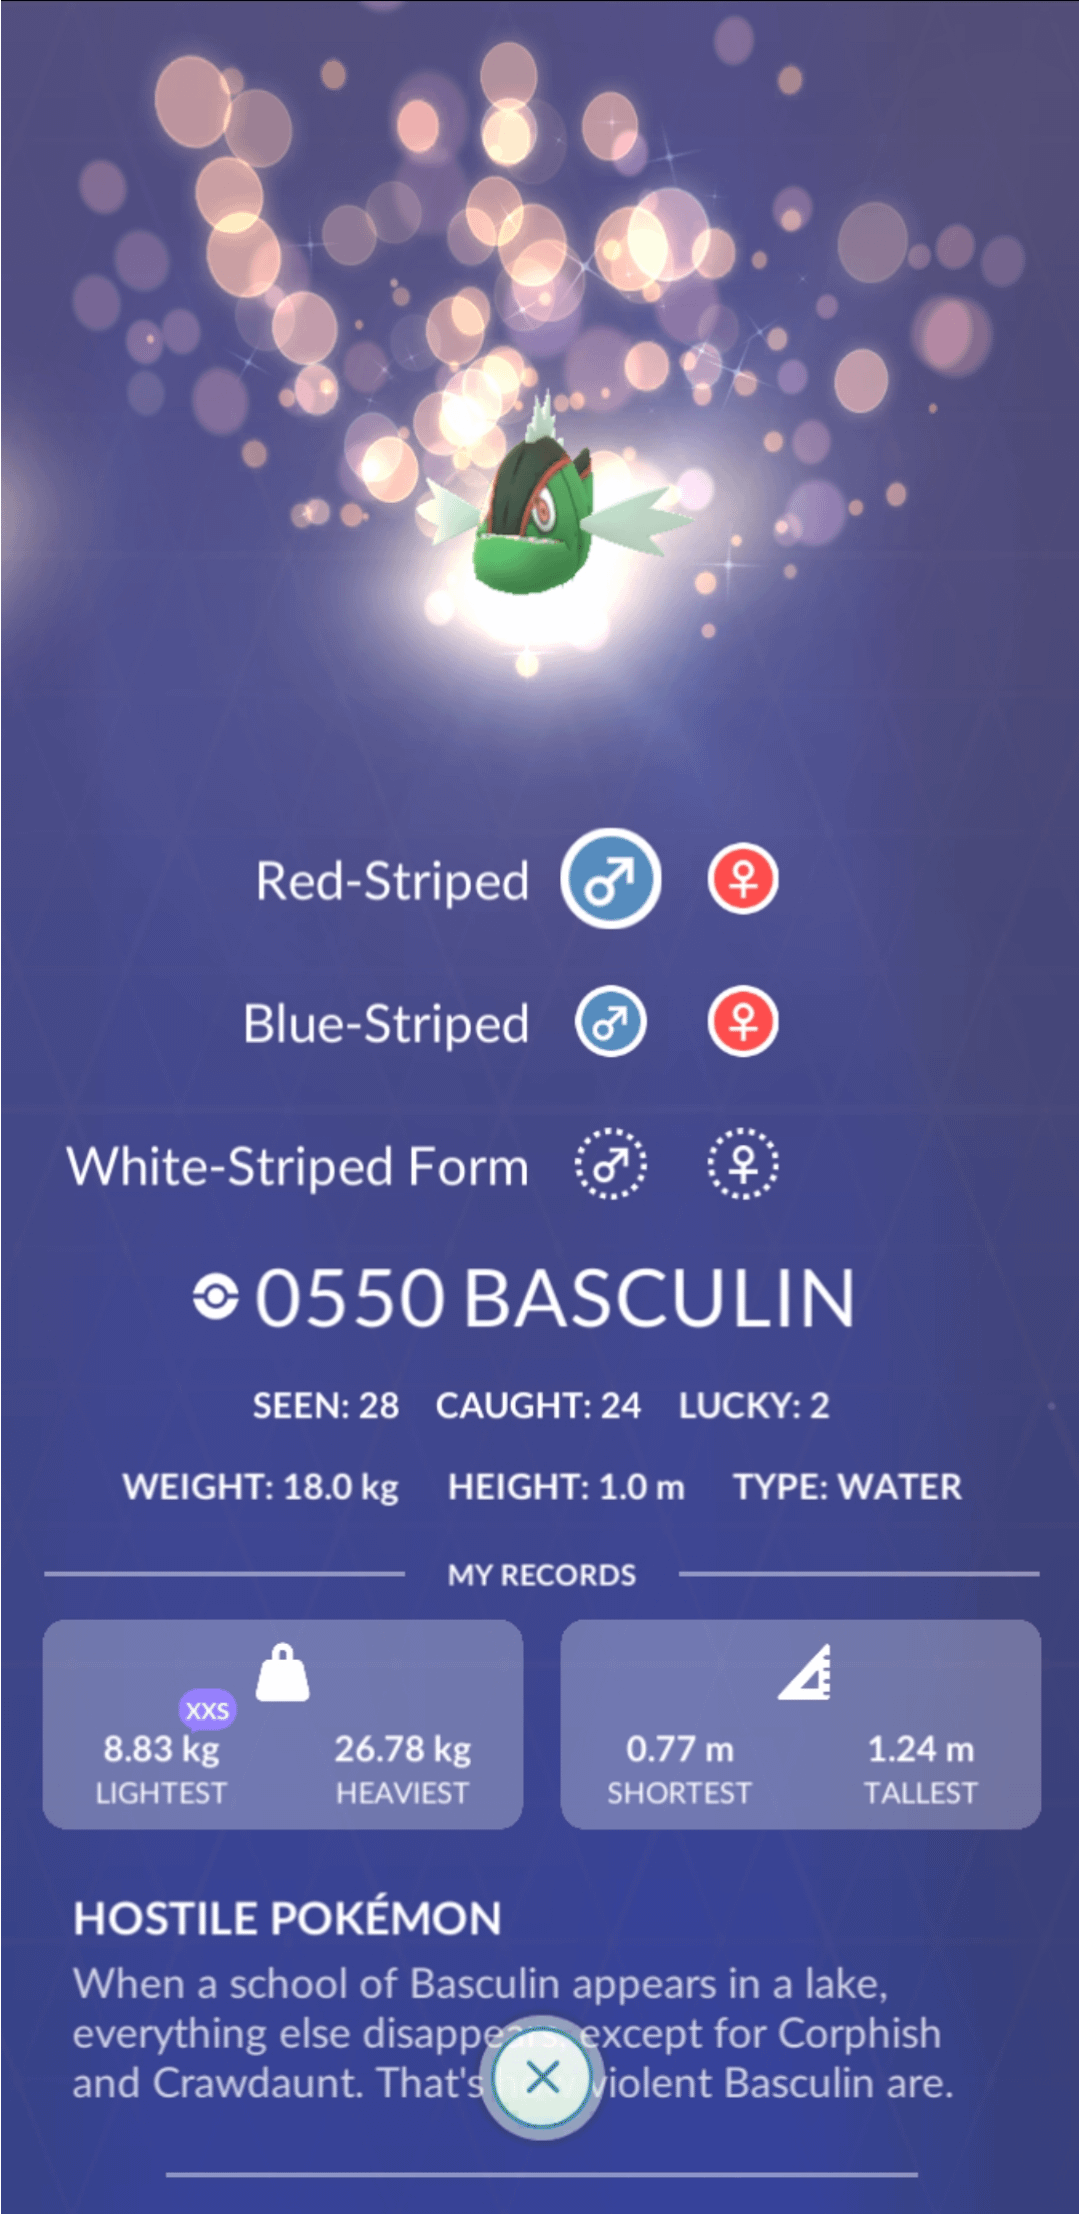 Red-Striped ♂ ♀
Blue-Striped ♂ ♀
White-Striped Form ♂ ♀
0550 BASCULIN
SEEN: 28 CAUGHT: 24 LUCKY: 2
WEIGHT: 18.0 kg HEIGHT: 1.0 m TYPE: WATER
MY RECORDS
XXS
8.83 kg 26.78 kg 0.77 m 1.24 m
LIGHTEST HEAVIEST SHORTEST TALLEST
HOSTILE POKÉMON
When a school of Basculin appears in a lake,
everything else disappears, except for Corphish
and Crawdaunt. That's how violent Basculin are.